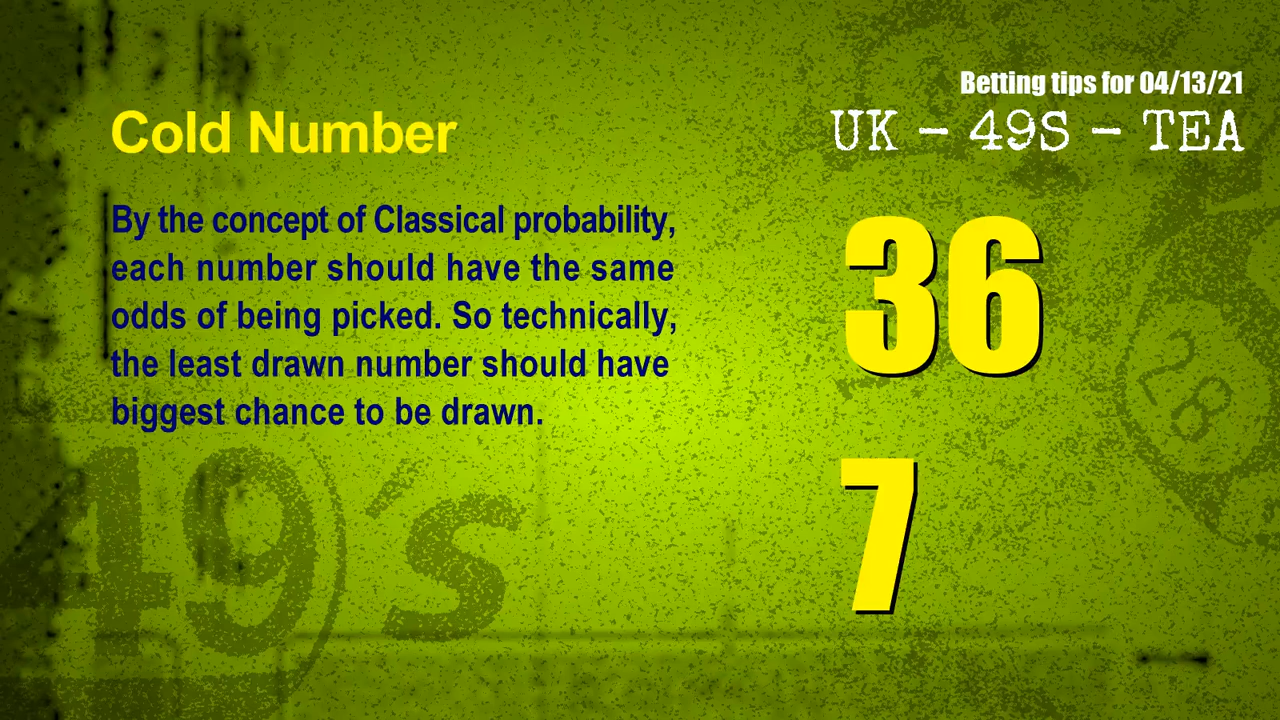 Betting tips for 04/13/21
UK - 49S - TEA
Cold Number
By the concept of Classical probability,
each number should have the same
odds of being picked. So technically,
the least drawn number should have
biggest chance to be drawn.
36
7
49's
28